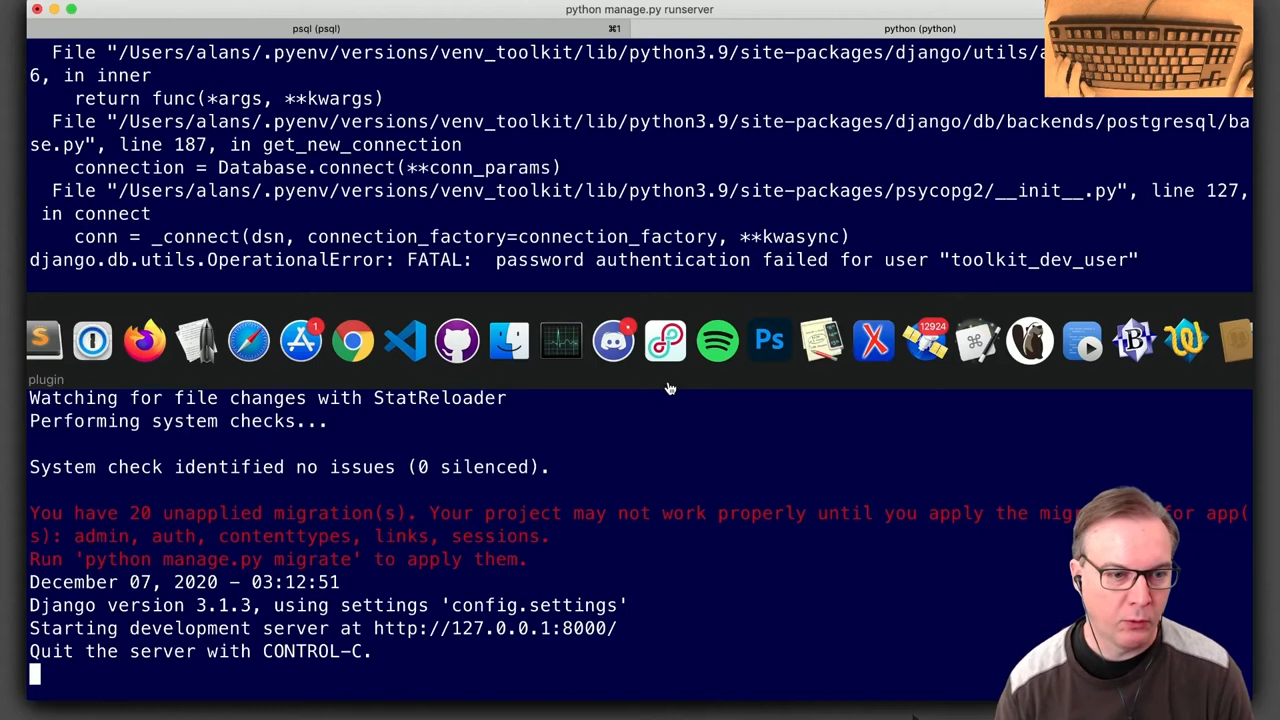 python manage.py runserver
psql (psql)
⌘1
python (python)
File "/Users/alans/.pyenv/versions/venv_toolkit/lib/python3.9/site-packages/django/utils/a
6, in inner
return func(*args, **kwargs)
File "/Users/alans/.pyenv/versions/venv_toolkit/lib/python3.9/site-packages/django/db/backends/postgresql/ba
se.py", line 187, in get_new_connection
connection = Database.connect(**conn_params)
File "/Users/alans/.pyenv/versions/venv_toolkit/lib/python3.9/site-packages/psycopg2/__init__.py", line 127,
in connect
conn = _connect(dsn, connection_factory=connection_factory, **kwasync)
django.db.utils.OperationalError: FATAL:  password authentication failed for user "toolkit_dev_user"
S
1
Ps
X
12924
⌘
B
plugin
Watching for file changes with StatReloader
Performing system checks...
System check identified no issues (0 silenced).
You have 20 unapplied migration(s). Your project may not work properly until you apply the mig for app(
s): admin, auth, contenttypes, links, sessions.
Run 'python manage.py migrate' to apply them.
December 07, 2020 - 03:12:51
Django version 3.1.3, using settings 'config.settings'
Starting development server at http://127.0.0.1:8000/
Quit the server with CONTROL-C.